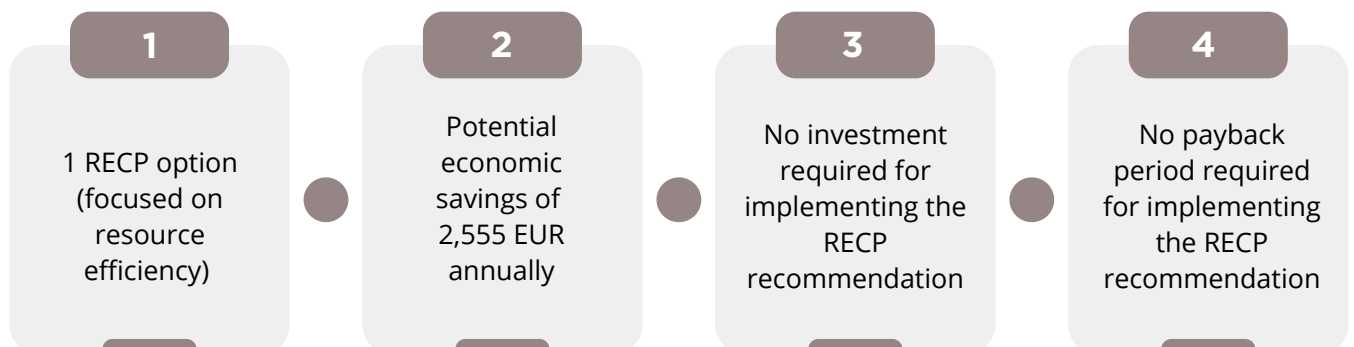 1
1 RECP option
(focused on
resource
efficiency)
2
Potential
economic
savings of
2,555 EUR
annually
3
No investment
required for
implementing the
RECP
recommendation
4
No payback
period required
for implementing
the RECP
recommendation